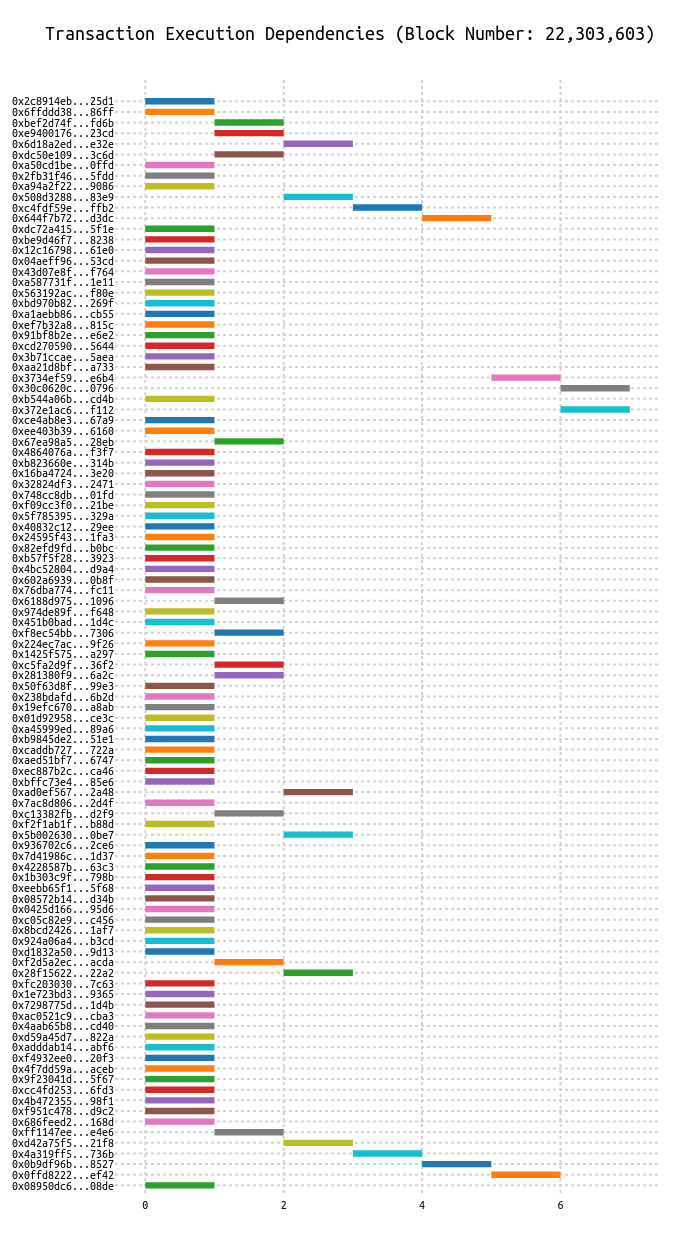 Transaction Execution Dependencies (Block Number: 22,303,603)
0x2c8914eb...25d1
0x6ffddd38...86ff
0xbef2d74f...fd6b
0xe9400176...23cd
0x6d18a2ed...e32e
0xdc50e109...3c6d
0xa50cd1be...0ffd
0x2fb31f46...5fdd
0xa94a2f22...9086
0x508d3288...83e9
0xc4fdf59e...ffb2
0x644f7b72...d3dc
0xdc72a415...5f1e
0xbe9d46f7...8238
0x12c16798...61e0
0x04aeff96...53cd
0x43d07e8f...f764
0xa587731f...1e11
0x563192ac...f80e
0xbd970b82...269f
0xa1aebb86...cb55
0xef7b32a8...815c
0x91bf8b2e...e6e2
0xcd270590...5644
0x3b71ccae...5aea
0xaa21d8bf...a733
0x3734ef59...e6b4
0x30c0620c...0796
0xb544a06b...cd4b
0x372e1ac6...f112
0xce4ab8e3...67a9
0xee403b39...6160
0x67ea98a5...28eb
0x4864076a...f3f7
0xb823660e...314b
0x16ba4724...3e20
0x32824df3...2471
0x748cc8db...01fd
0xf09cc3f0...21be
0x5f785395...329a
0x40832c12...29ee
0x24595f43...1fa3
0x82efd9fd...b0bc
0xb57f5f28...3923
0x4bc52804...d9a4
0x602a6939...0b8f
0x76dba774...fc11
0x6188d975...1096
0x974de89f...f648
0x451b0bad...1d4c
0xf8ec54bb...7306
0x224ec7ac...9f26
0x1425f575...a297
0xc5fa2d9f...36f2
0x281380f9...6a2c
0x50f63d8f...99e3
0x238bdafd...6b2d
0x19efc670...a8ab
0x01d92958...ce3c
0xa45999ed...89a6
0xb9845de2...51e1
0xcaddb727...722a
0xaed51bf7...6747
0xec887b2c...ca46
0xbffc73e4...85e6
0xad0ef567...2a48
0x7ac8d806...2d4f
0xc13382fb...d2f9
0xf2f1ab1f...b88d
0x5b002630...0be7
0x936702c6...2ce6
0x7d41986c...1d37
0x4228587b...63c3
0x1b303c9f...798b
0xeebb65f1...5f68
0x08572b14...d34b
0x0425d166...95d6
0xc05c82e9...c456
0x8bcd2426...1af7
0x924a06a4...b3cd
0xd1832a50...9d13
0xf2d5a2ec...acda
0x28f15622...22a2
0xfc203030...7c63
0x1e723bd3...9365
0x7298775d...1d4b
0xac0521c9...cba3
0x4aab65b8...cd40
0xd59a45d7...822a
0xadddab14...abf6
0xf4932ee0...20f3
0x4f7dd59a...aceb
0x9f23041d...5f67
0xcc4fd253...6fd3
0x4b472355...98f1
0xf951c478...d9c2
0x686feed2...168d
0xff1147ee...e4e6
0xd42a75f5...21f8
0x4a319ff5...736b
0x0b9df96b...8527
0x0ffd8222...ef42
0x08950dc6...08de
0 2 4 6